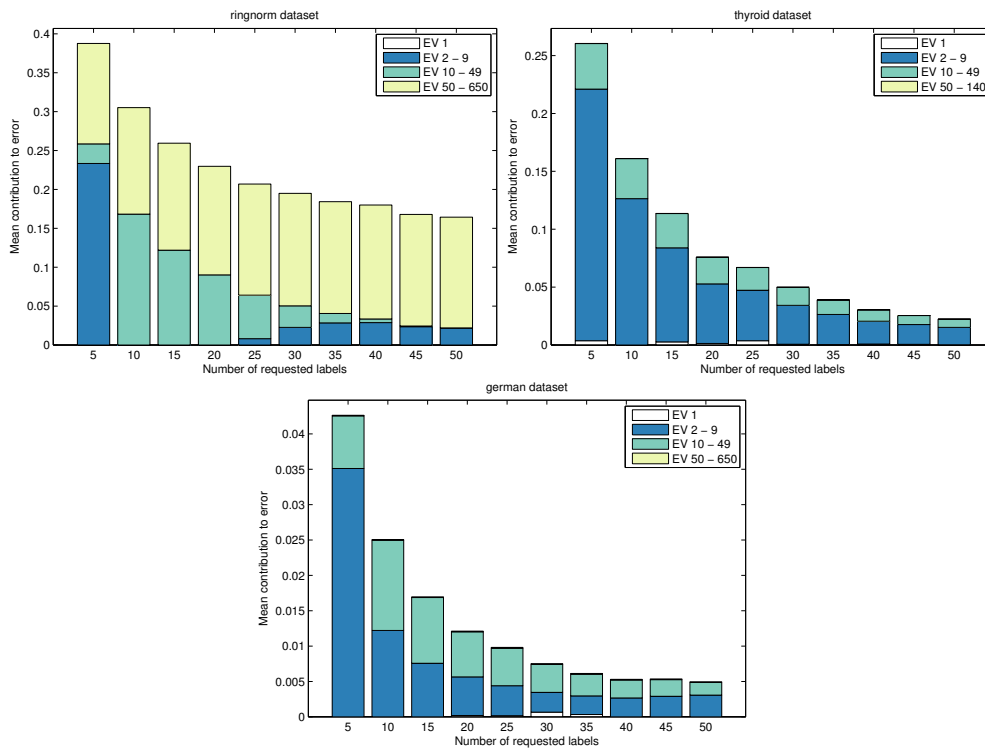 ringnorm dataset
EV 1
EV 2 – 9
EV 10 – 49
EV 50 – 650
Mean contribution to error
0.4
0.35
0.3
0.25
0.2
0.15
0.1
0.05
0
5 10 15 20 25 30 35 40 45 50
Number of requested labels
thyroid dataset
EV 1
EV 2 – 9
EV 10 – 49
EV 50 – 140
Mean contribution to error
0.25
0.2
0.15
0.1
0.05
0
5 10 15 20 25 30 35 40 45 50
Number of requested labels
german dataset
EV 1
EV 2 – 9
EV 10 – 49
EV 50 – 650
Mean contribution to error
0.04
0.035
0.03
0.025
0.02
0.015
0.01
0.005
0
5 10 15 20 25 30 35 40 45 50
Number of requested labels